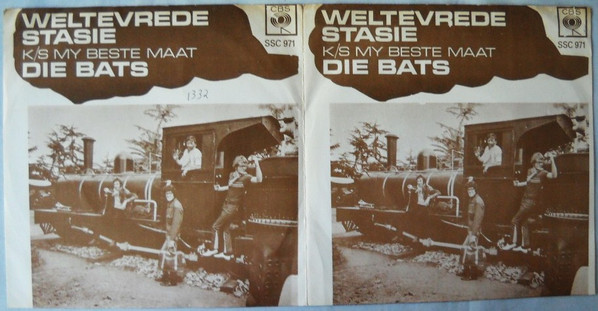 WELTEVREDE
STASIE
K/S MY BESTE MAAT
DIE BATS
CBS
SSC 971
1332
WELTEVREDE
STASIE
K/S MY BESTE MAAT
DIE BATS
CBS
SSC 971